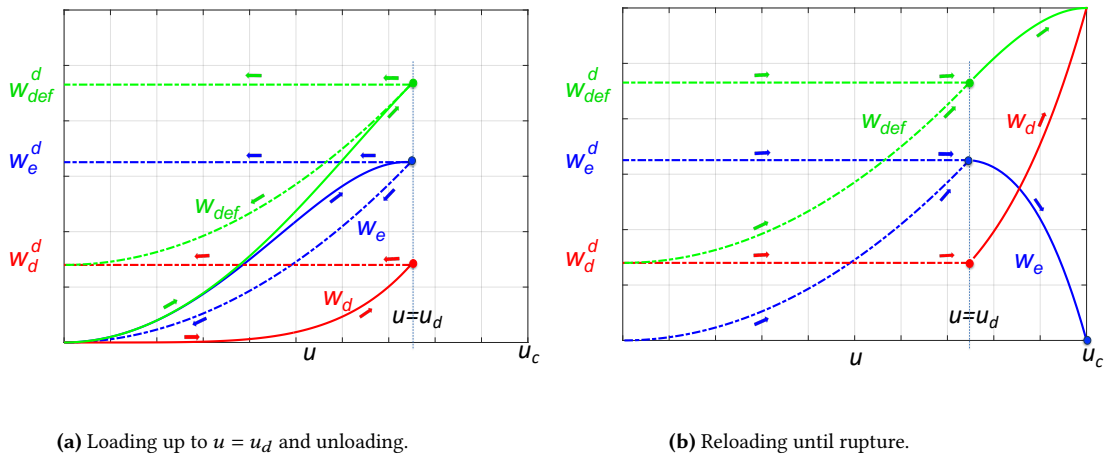 w_def^d
w_e^d
w_d^d
w_def
w_e
w_d
u=u_d
u
u_c
w_def^d
w_e^d
w_d^d
w_def
w_d
w_e
u=u_d
u
u_c
(a) Loading up to u = u_d and unloading.
(b) Reloading until rupture.